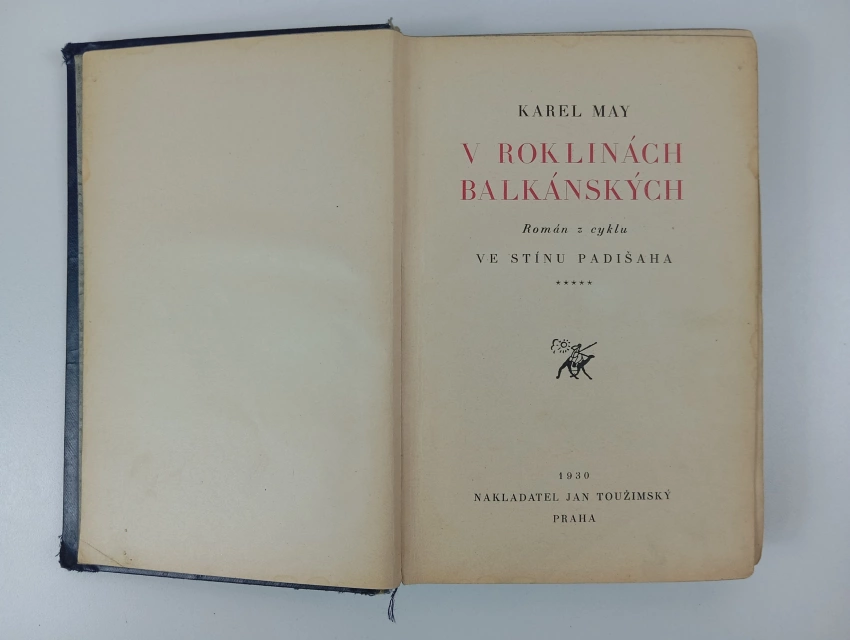 KAREL MAY
V ROKLINÁCH
BALKÁNSKÝCH
Román z cyklu
VE STÍNU PADIŠAHA
★★★★★
1930
NAKLADATEL JAN TOUŽIMSKÝ
PRAHA